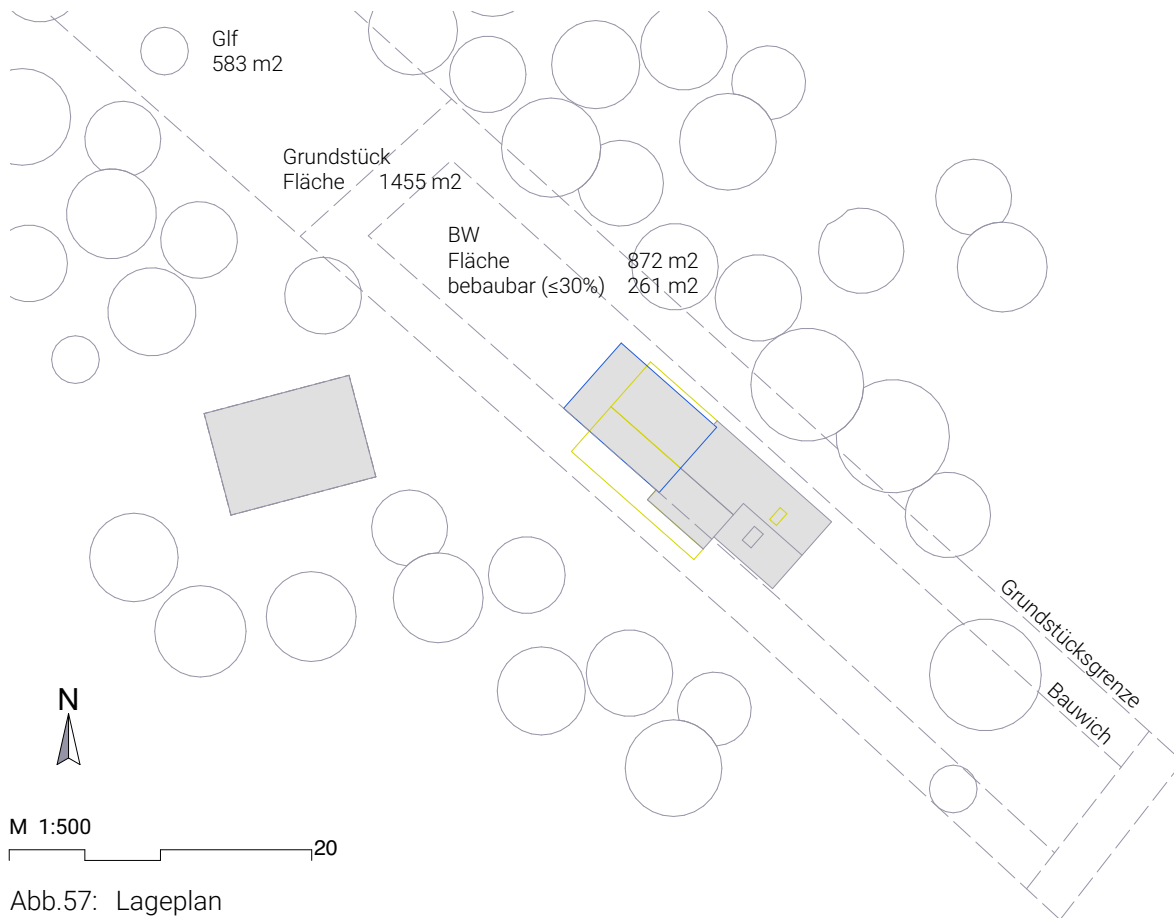 Glf
583 m2
Grundstück
Fläche 1455 m2
BW
Fläche 872 m2
bebaubar (≤30%) 261 m2
Grundstücksgrenze
Bauwich
N
M 1:500
20
Abb.57: Lageplan